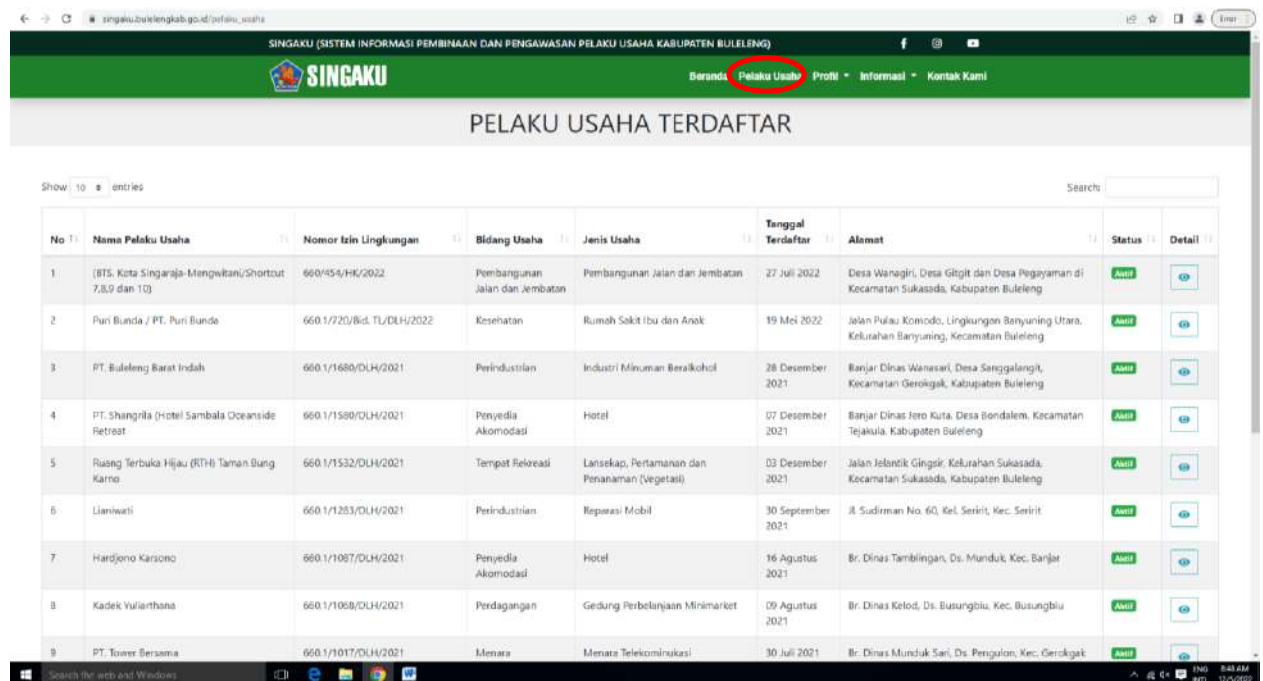 singaku.bulelengkab.go.id/pelaku_usaha
SINGAKU (SISTEM INFORMASI PEMBINAAN DAN PENGAWASAN PELAKU USAHA KABUPATEN BULELENG)
SINGAKU
Beranda Pelaku Usaha Profil Informasi Kontak Kami
PELAKU USAHA TERDAFTAR
Show 10 entries
Search:
No Nama Pelaku Usaha Nomor Izin Lingkungan Bidang Usaha Jenis Usaha Tanggal Terdaftar Alamat Status Detail
1 (BTS. Kota Singaraja-Mengwitani/Shortcut 660/454/HK/2022 Pembangunan Pembangunan Jalan dan Jembatan 27 Juli 2022 Desa Wanagiri, Desa Gitgit dan Desa Pegayaman di Aktif
7,8,9 dan 10) Jalan dan Jembatan Kecamatan Sukasada, Kabupaten Buleleng
2 Puri Bunda / PT. Puri Bunda 660.1/720/Bid. TL/DLH/2022 Kesehatan Rumah Sakit Ibu dan Anak 19 Mei 2022 Jalan Pulau Komodo, Lingkungan Banyuning Utara, Aktif
Kelurahan Banyuning, Kecamatan Buleleng
3 PT. Buleleng Barat Indah 660.1/1680/DLH/2021 Perindustrian Industri Minuman Beralkohol 28 Desember Banjar Dinas Wanasari, Desa Sanggalangit, Aktif
2021 Kecamatan Gerokgak, Kabupaten Buleleng
4 PT. Shangrila (Hotel Sambala Oceanside 660.1/1580/DLH/2021 Penyedia Hotel 07 Desember Banjar Dinas Jero Kuta, Desa Bondalem, Kecamatan Aktif
Retreat Akomodasi 2021 Tejakula, Kabupaten Buleleng
5 Ruang Terbuka Hijau (RTH) Taman Bung 660.1/1532/DLH/2021 Tempat Rekreasi Lansekap, Pertamanan dan 03 Desember Jalan Jelantik Gingsir, Kelurahan Sukasada, Aktif
Karno Penanaman (Vegetasi) 2021 Kecamatan Sukasada, Kabupaten Buleleng
6 Lianiwati 660.1/1283/DLH/2021 Perindustrian Reparasi Mobil 30 September Jl. Sudirman No. 60, Kel. Seririt, Kec. Seririt Aktif
2021
7 Hardjono Karsono 660.1/1087/DLH/2021 Penyedia Hotel 16 Agustus Br. Dinas Tamblingan, Ds. Munduk, Kec. Banjar Aktif
Akomodasi 2021
8 Kadek Yuliarthana 660.1/1068/DLH/2021 Perdagangan Gedung Perbelanjaan Minimarket 09 Agustus Br. Dinas Kelod, Ds. Busungbiu, Kec. Busungbiu Aktif
2021
9 PT. Tower Bersama 660.1/1017/DLH/2021 Menara Menara Telekominukasi 30 Juli 2021 Br. Dinas Munduk Sari, Ds. Pengulon, Kec. Gerokgak Aktif
Search the web and Windows
ENG 8:48 AM
INTL 12/5/2022